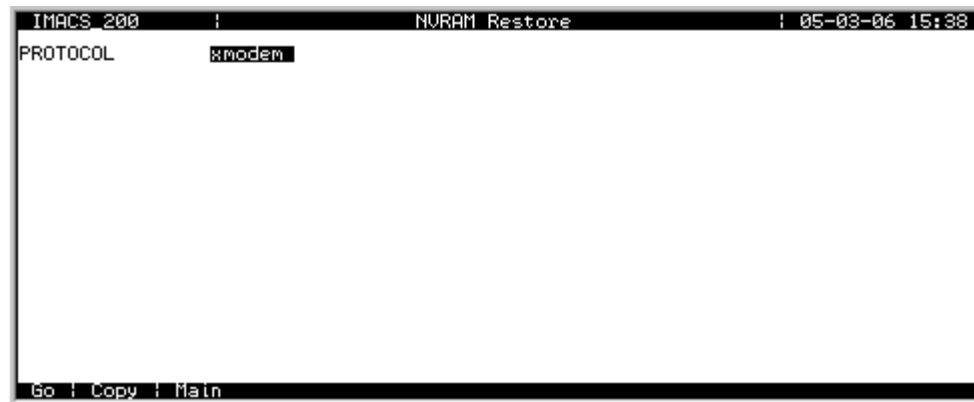 IMACS_200 ¦ NVRAM Restore ¦ 05-03-06 15:38
PROTOCOL xmodem
Go ¦ Copy ¦ Main